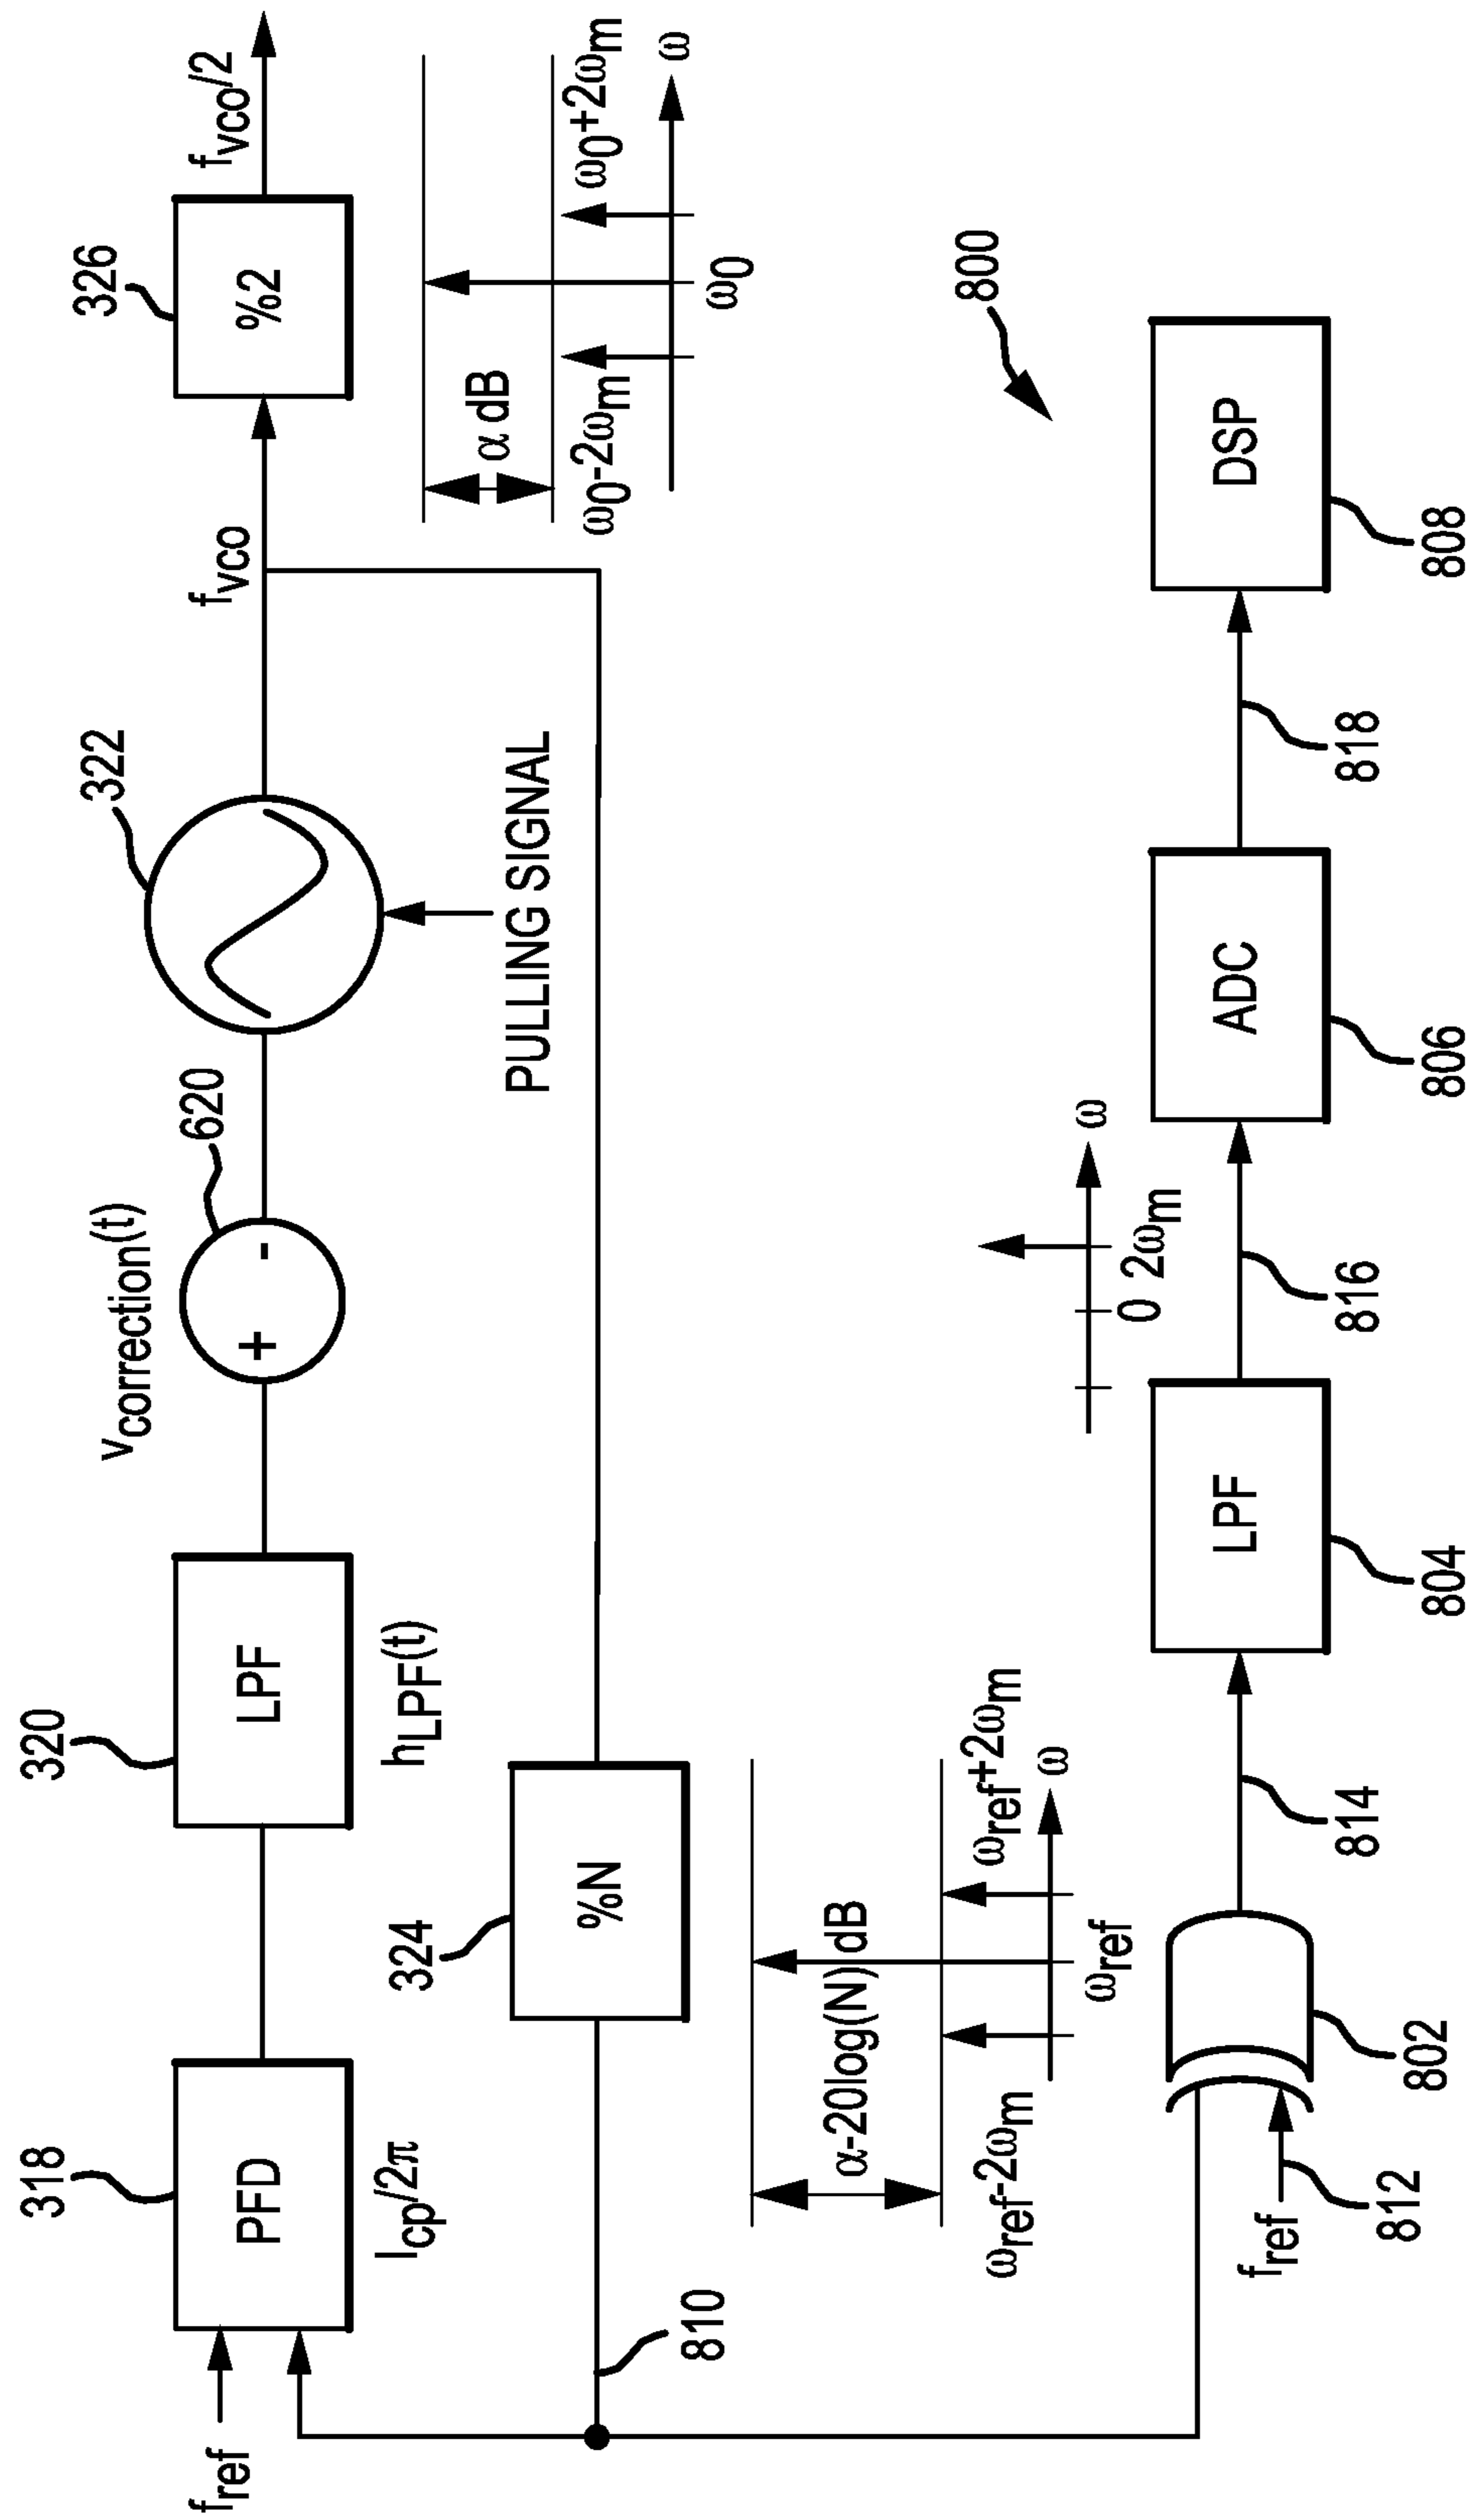 318
320
V correction(t)
620
322
326
fref
PFD
LPF
+
-
fvco
%2
fvco/2
Icp/2π
hLPF(t)
PULLING SIGNAL
α dB
ω0-2ωm
ω0
ω0+2ωm
ω
324
%N
810
α-20log(N) dB
ωref-2ωm
ωref
ωref+2ωm
ω
800
0
2ωm
ω
fref
812
802
814
LPF
804
816
ADC
806
818
DSP
808